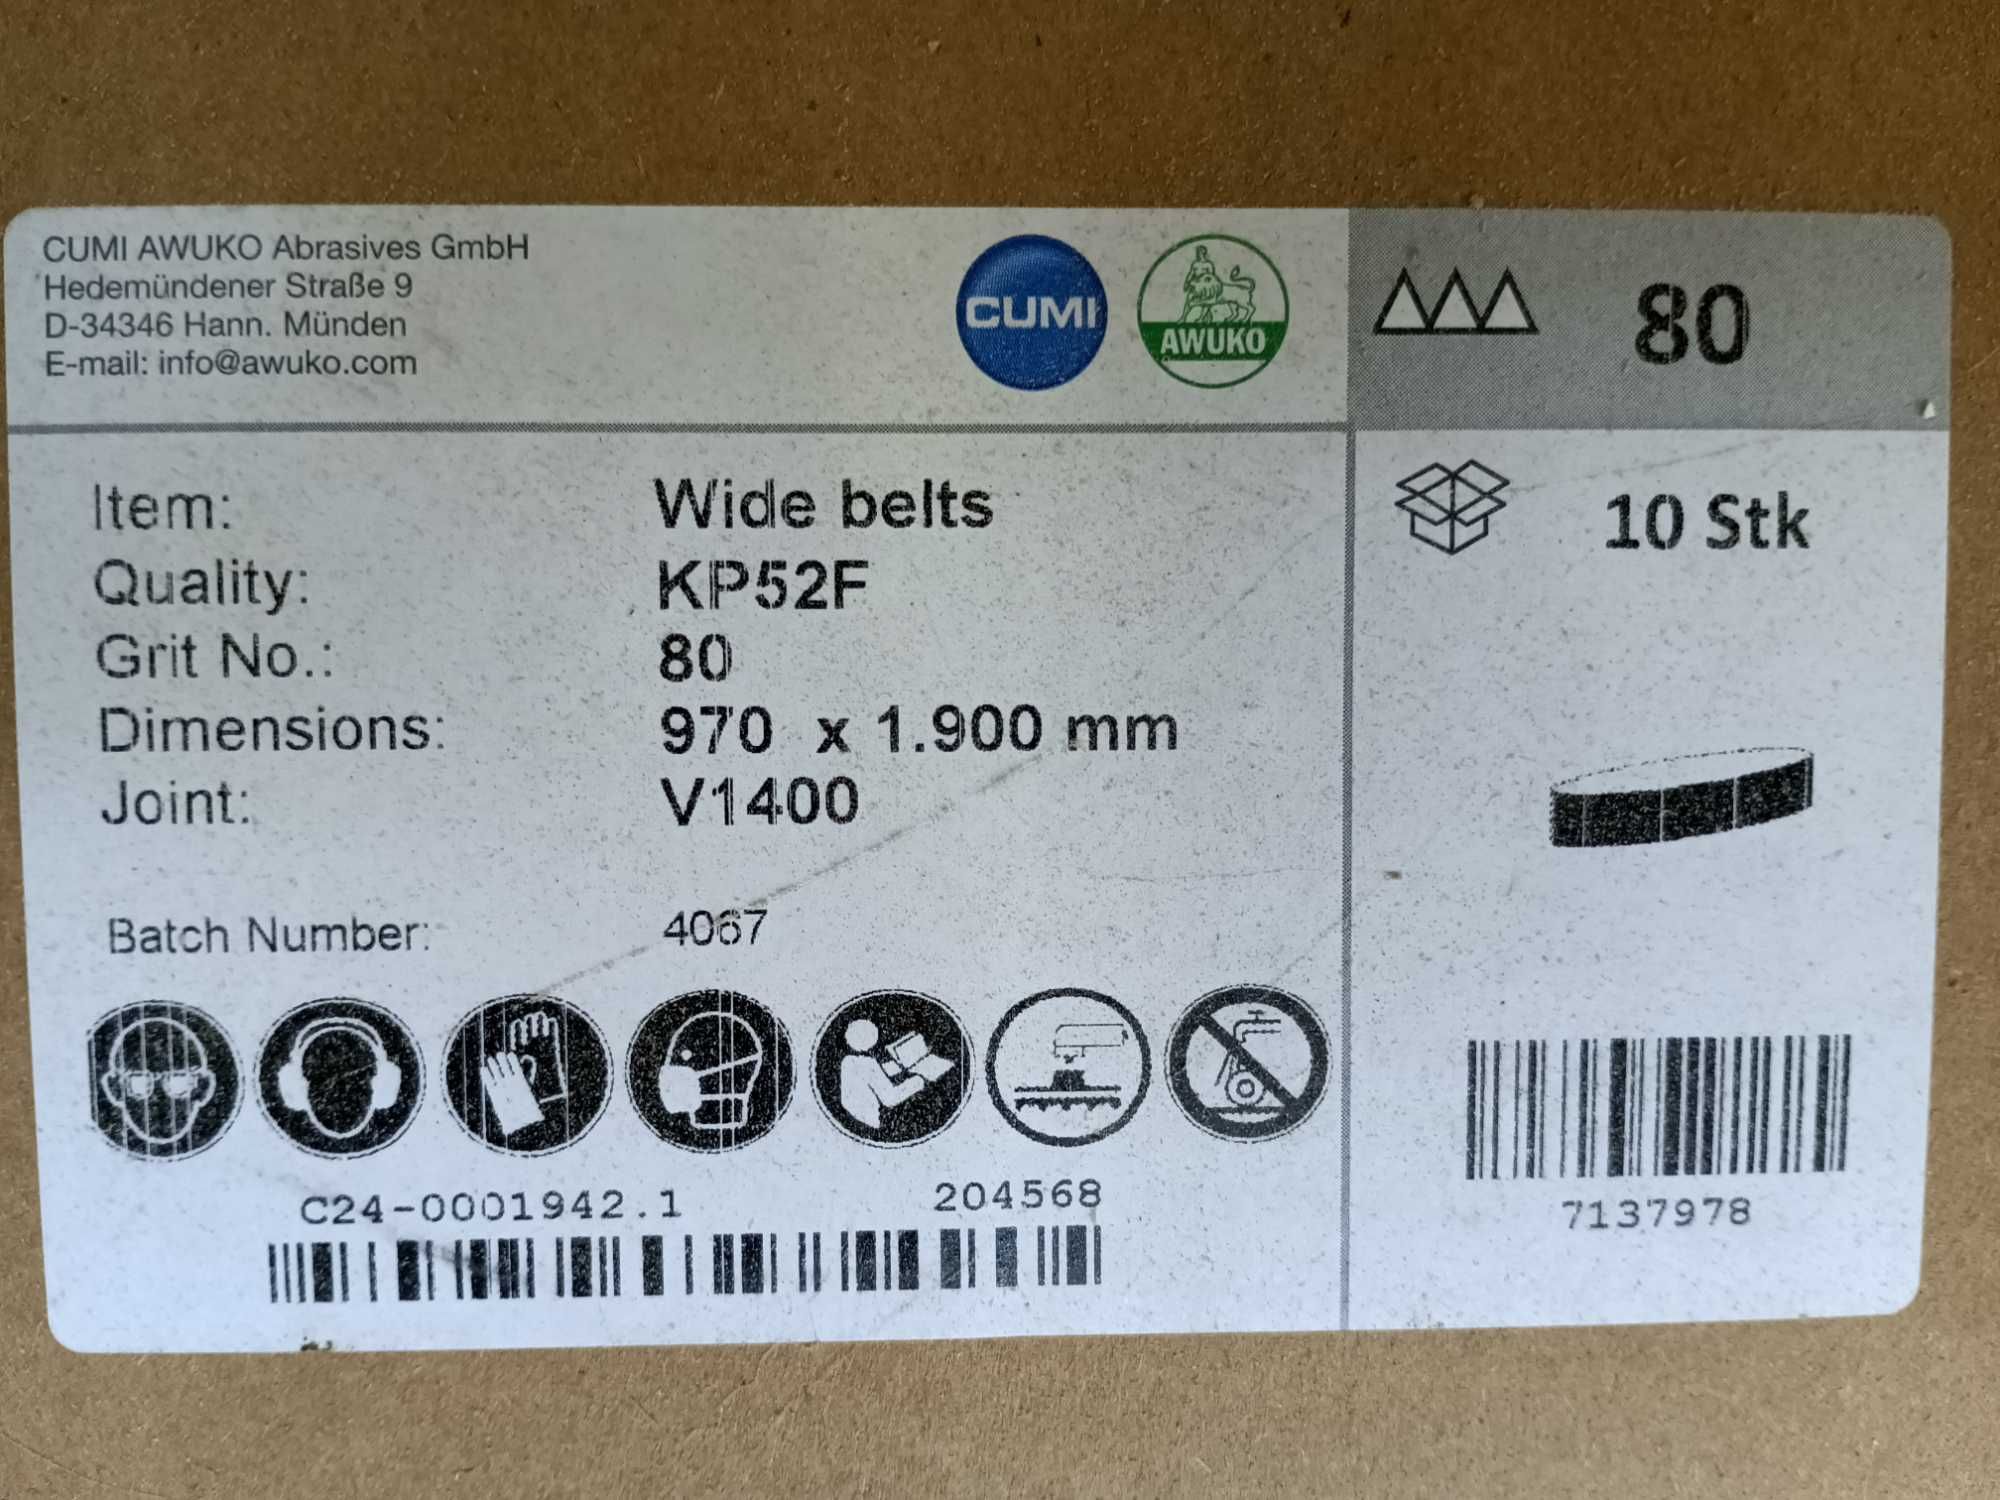 CUMI AWUKO Abrasives GmbH
Hedemündener Straße 9
D-34346 Hann. Münden
E-mail: info@awuko.com
CUMI
AWUKO
80
Item: Wide belts
Quality: KP52F
Grit No.: 80
Dimensions: 970 x 1.900 mm
Joint: V1400
Batch Number: 4067
10 Stk
C24-0001942.1 204568
7137978